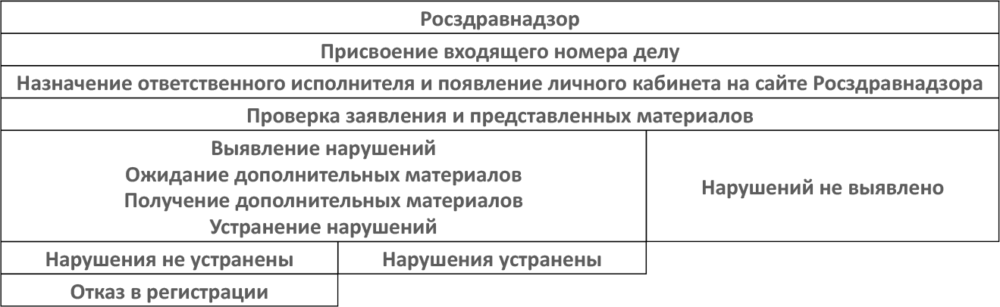 Росздравнадзор
Присвоение входящего номера делу
Назначение ответственного исполнителя и появление личного кабинета на сайте Росздравнадзора
Проверка заявления и представленных материалов
Выявление нарушений
Ожидание дополнительных материалов
Получение дополнительных материалов
Устранение нарушений
Нарушений не выявлено
Нарушения не устранены
Нарушения устранены
Отказ в регистрации